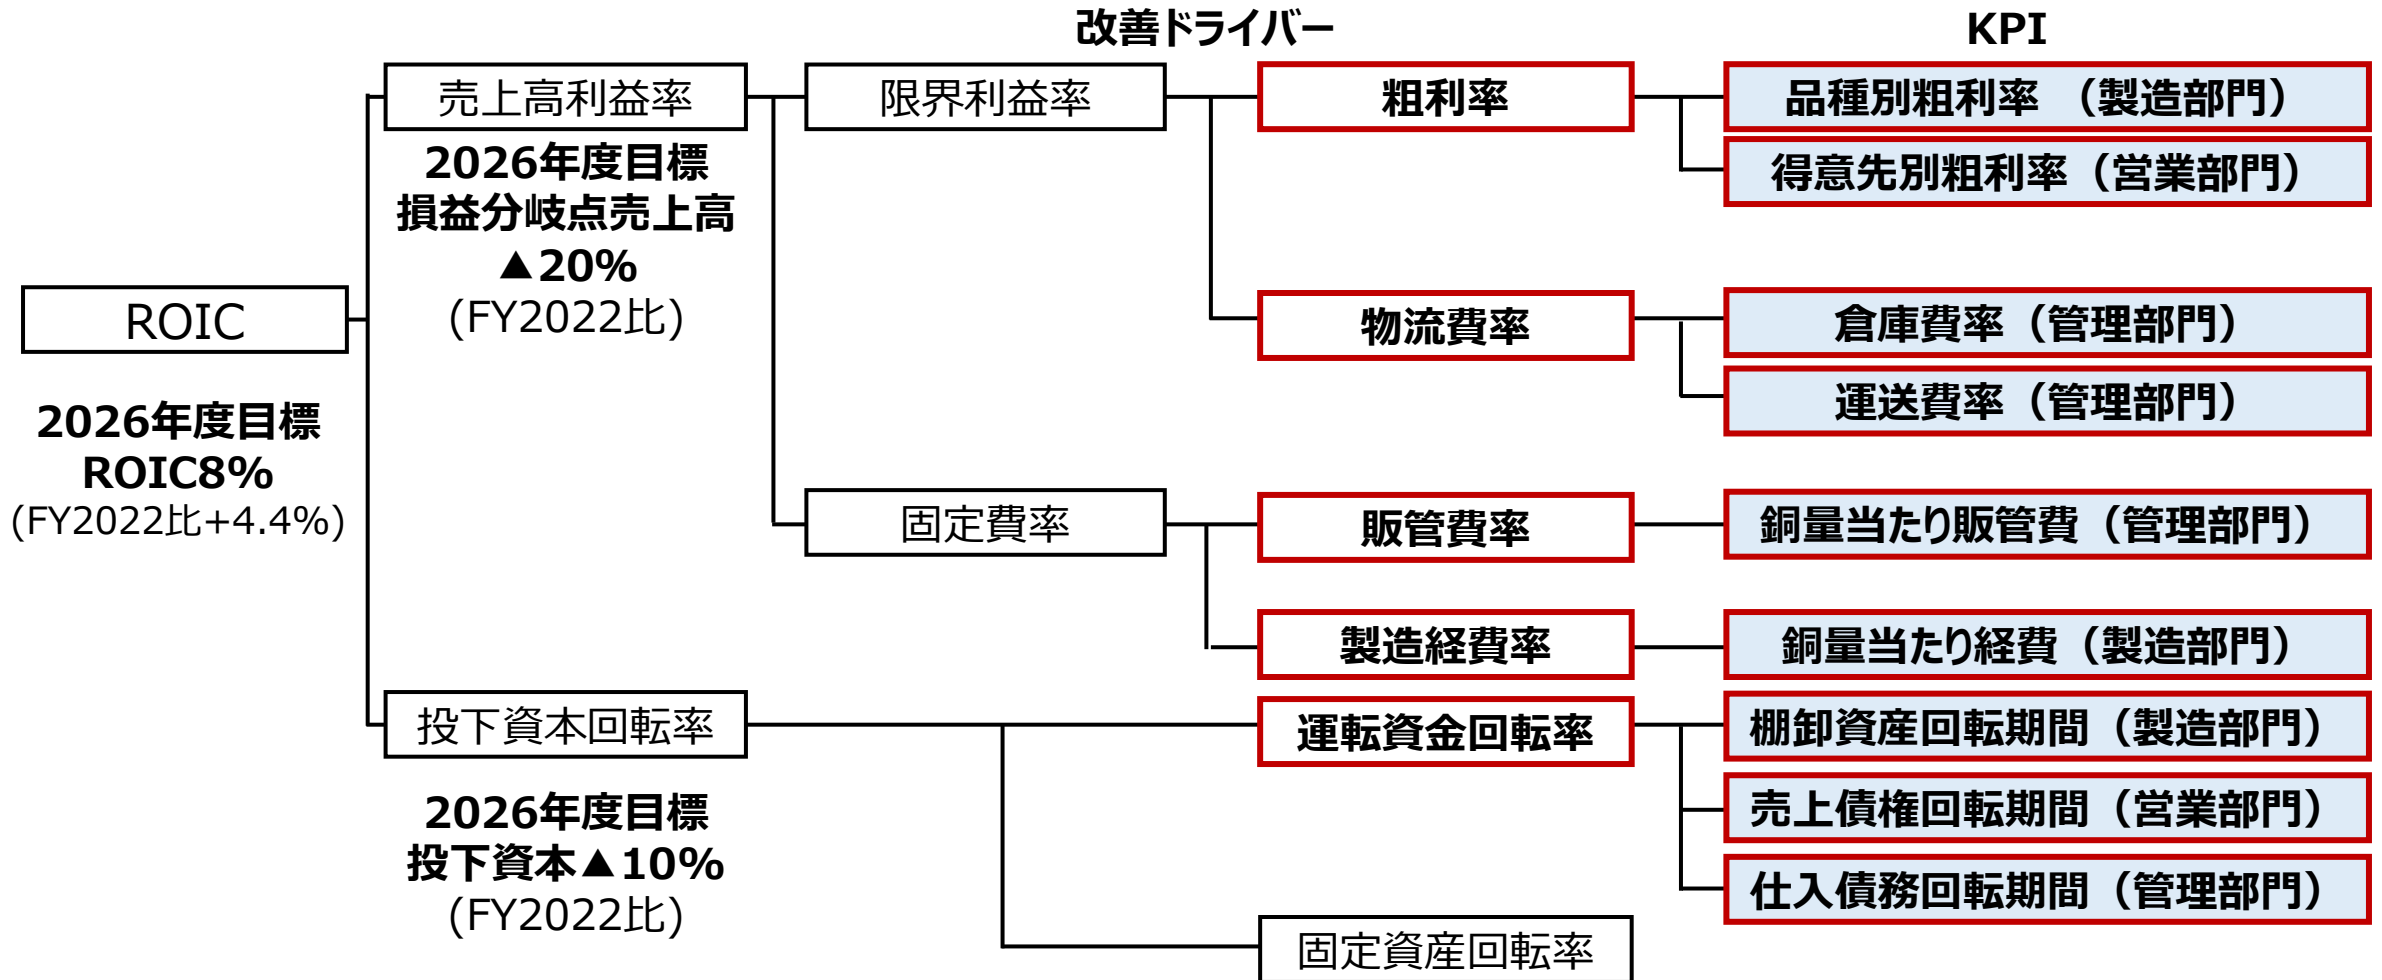 改善ドライバー
KPI
売上高利益率
限界利益率
粗利率
品種別粗利率 （製造部門）
2026年度目標
損益分岐点売上高
▲20%
(FY2022比)
得意先別粗利率（営業部門）
ROIC
物流費率
倉庫費率（管理部門）
運送費率（管理部門）
2026年度目標
ROIC8%
(FY2022比+4.4%)
固定費率
販管費率
銅量当たり販管費（管理部門）
製造経費率
銅量当たり経費（製造部門）
投下資本回転率
運転資金回転率
棚卸資産回転期間（製造部門）
2026年度目標
投下資本▲10%
(FY2022比)
売上債権回転期間（営業部門）
仕入債務回転期間（管理部門）
固定資産回転率